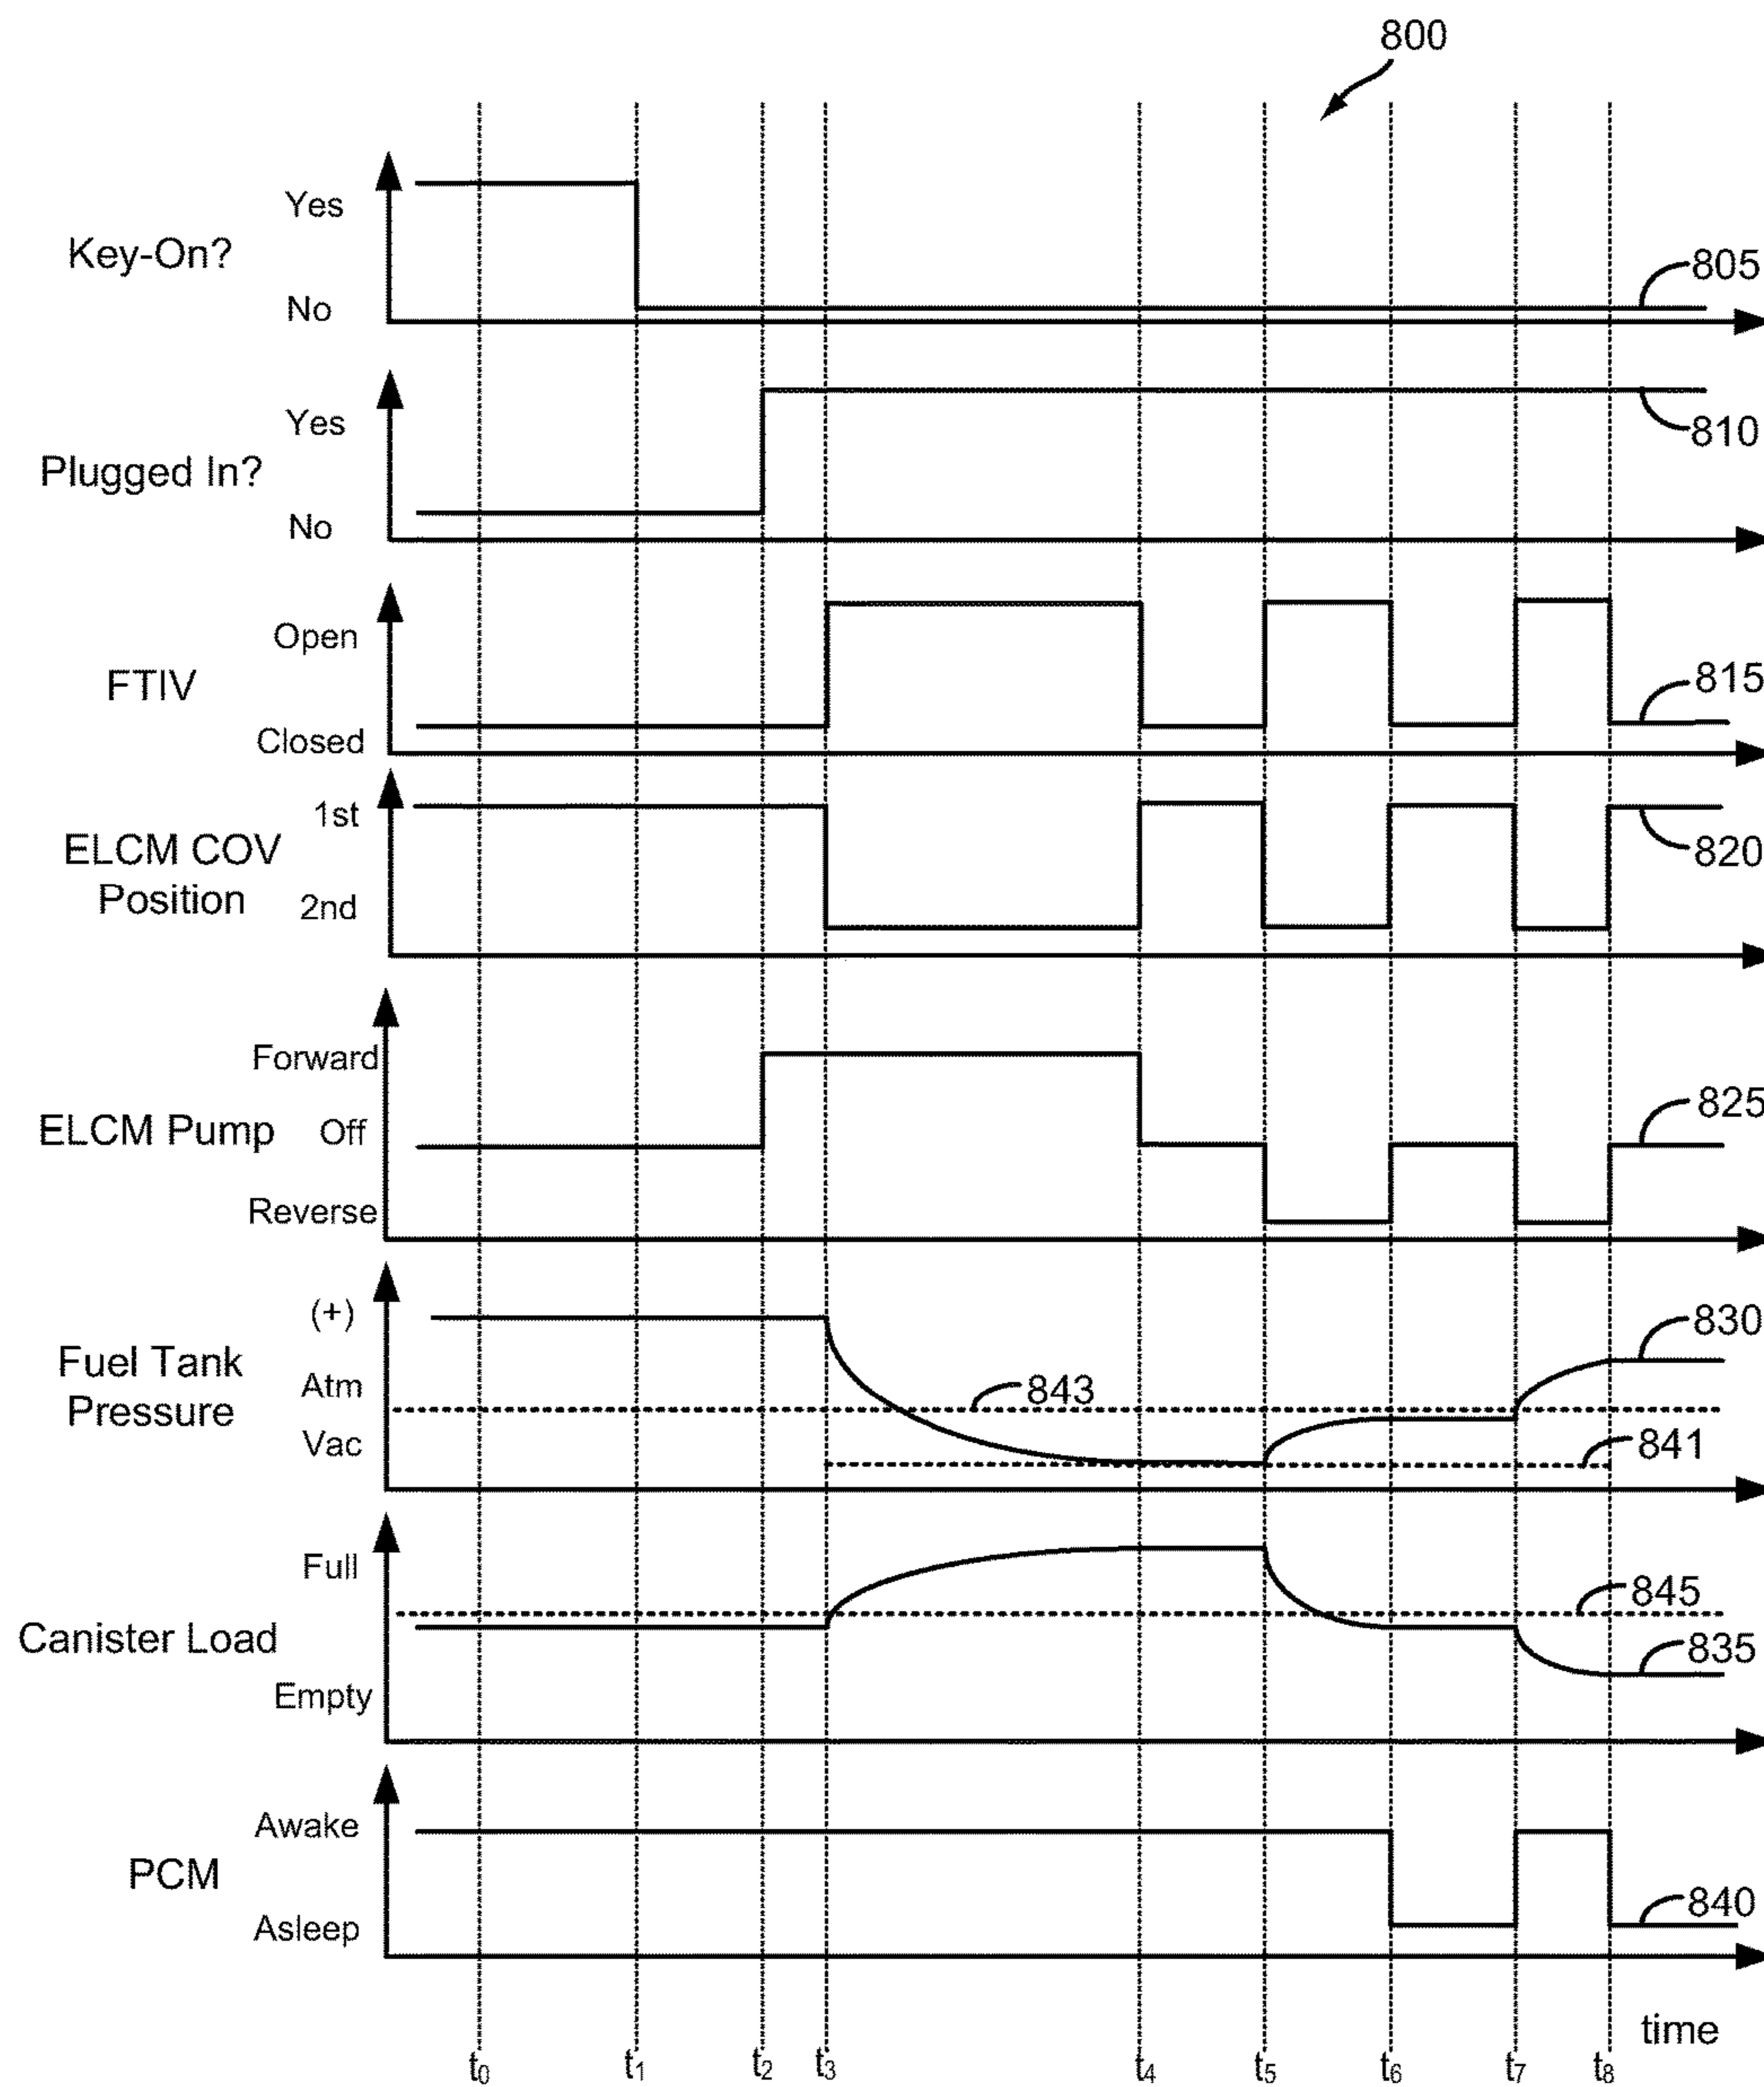 800
Yes
Key-On?
No
805
Yes
Plugged In?
No
810
Open
FTIV
Closed
815
1st
ELCM COV
Position
2nd
820
Forward
ELCM Pump
Off
Reverse
825
(+)
Fuel Tank
Pressure
Atm
Vac
830
843
841
Full
Canister Load
Empty
845
835
Awake
PCM
Asleep
840
time
t0 t1 t2 t3 t4 t5 t6 t7 t8